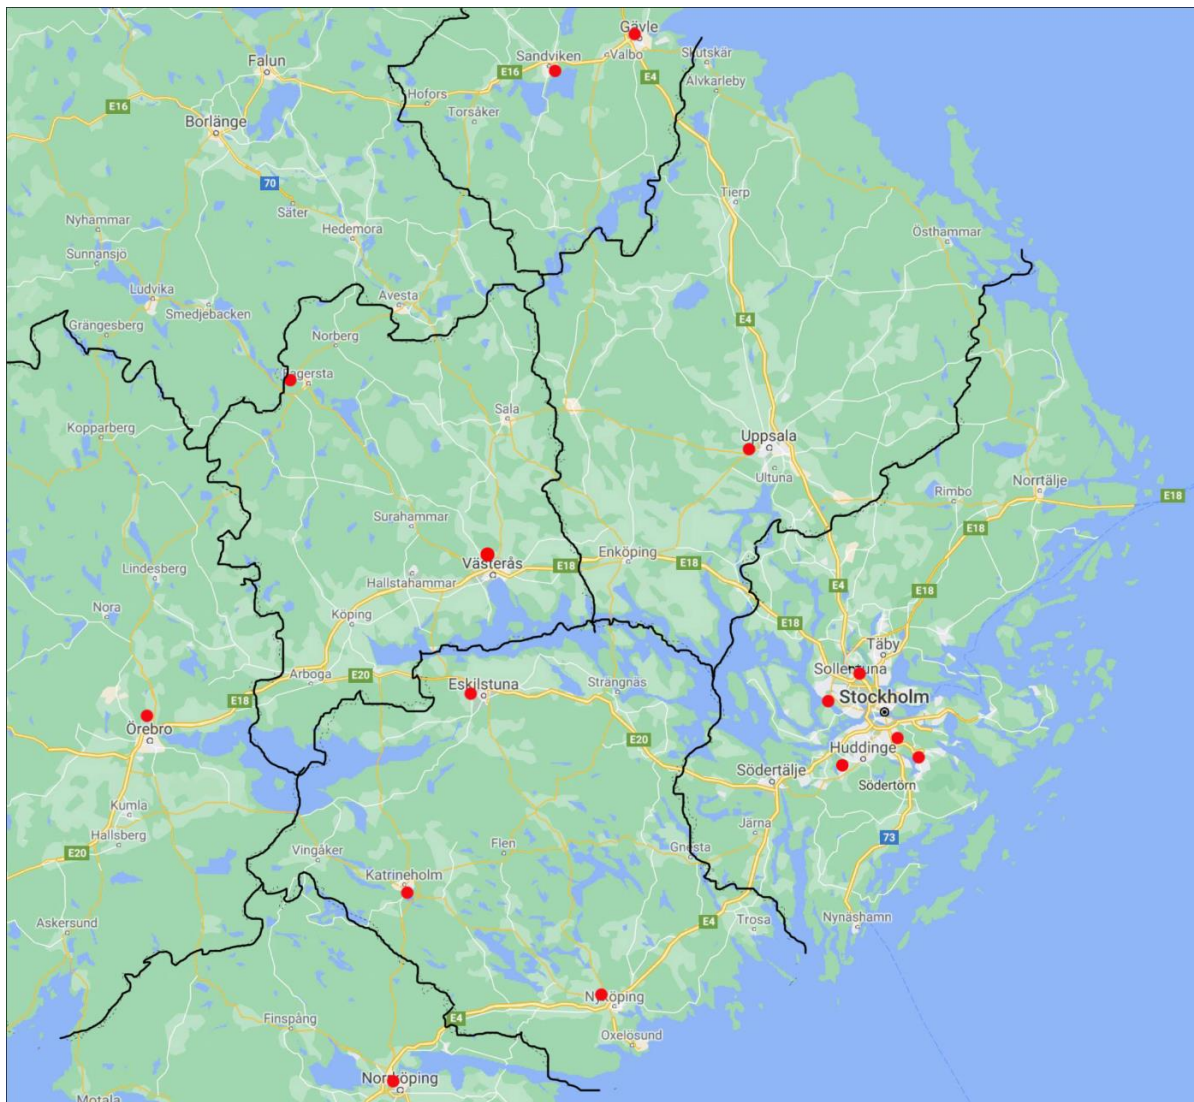 Gävle
Skutskär
Sandviken
Valbo
Falun
E16
E4
Älvkarleby
Hofors
E16
Torsåker
Borlänge
70
Tierp
Säter
Nyhammar
Hedemora
Östhammar
Sunnansjö
Ludvika
Avesta
Smedjebacken
E4
Grängesberg
Norberg
Fagersta
Sala
Kopparberg
Uppsala
Ultuna
Norrtälje
Rimbo
E18
Surahammar
E18
Enköping
Västerås
E18
E18
Lindesberg
Hallstahammar
E4
E18
Nora
Köping
E18
Täby
Sollentuna
Arboga
E20
Eskilstuna
Strängnäs
Stockholm
E18
Örebro
E20
Huddinge
Södertälje
Södertörn
Kumla
Järna
Hallsberg
73
E20
Flen
Gnesta
Vingåker
Katrineholm
Askersund
E4
Trosa
Nynäshamn
Nyköping
Finspång
E4
Oxelösund
Norrköping
Motala